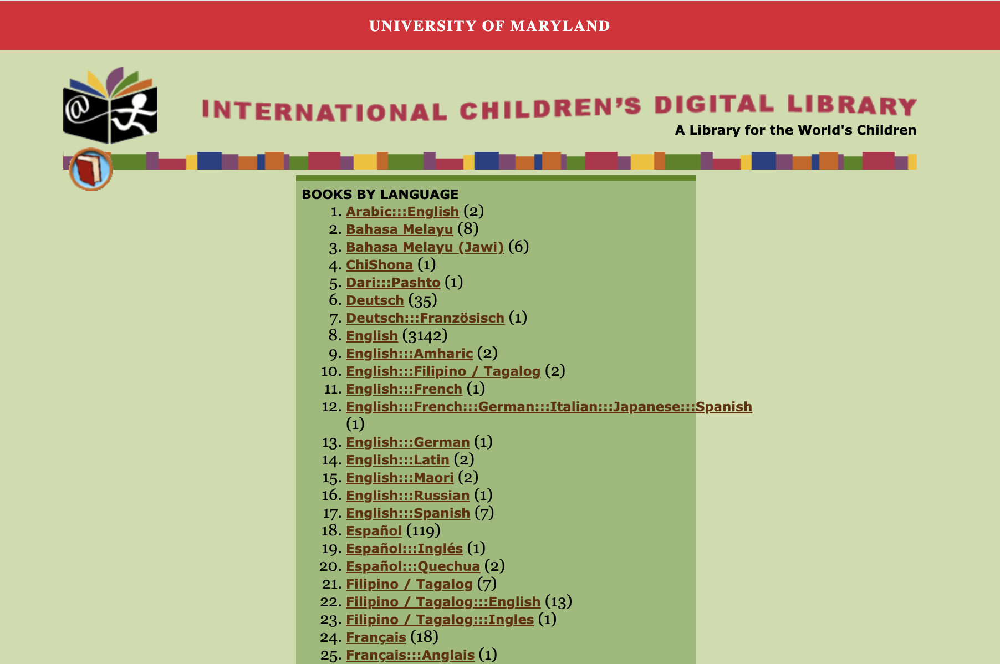 UNIVERSITY OF MARYLAND
@
INTERNATIONAL CHILDREN'S DIGITAL LIBRARY
A Library for the World's Children
BOOKS BY LANGUAGE
1. Arabic:::English (2)
2. Bahasa Melayu (8)
3. Bahasa Melayu (Jawi) (6)
4. ChiShona (1)
5. Dari:::Pashto (1)
6. Deutsch (35)
7. Deutsch:::Französisch (1)
8. English (3142)
9. English:::Amharic (2)
10. English:::Filipino / Tagalog (2)
11. English:::French (1)
12. English:::French:::German:::Italian:::Japanese:::Spanish
(1)
13. English:::German (1)
14. English:::Latin (2)
15. English:::Maori (2)
16. English:::Russian (1)
17. English:::Spanish (7)
18. Español (119)
19. Español:::Inglés (1)
20. Español:::Quechua (2)
21. Filipino / Tagalog (7)
22. Filipino / Tagalog:::English (13)
23. Filipino / Tagalog:::Ingles (1)
24. Français (18)
25. Français:::Anglais (1)